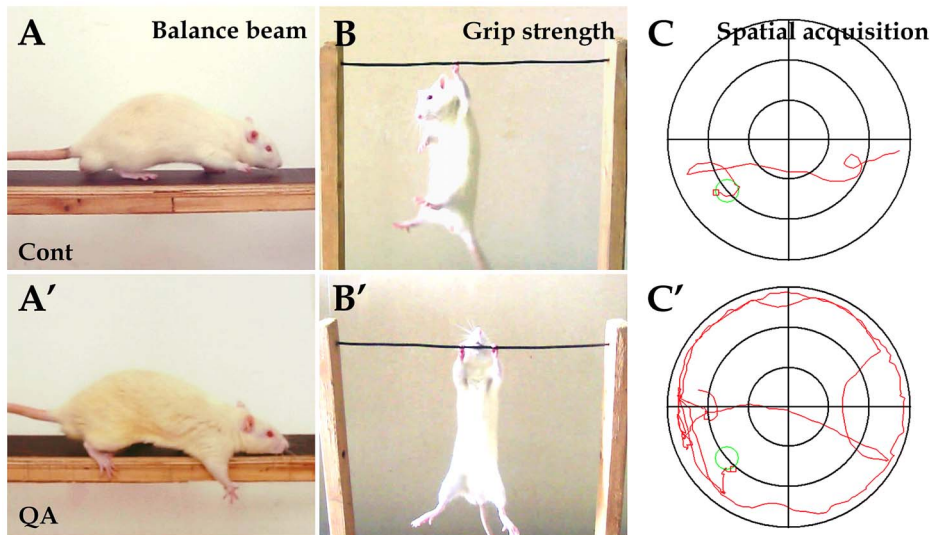 A Balance beam
B Grip strength
C Spatial acquisition
Cont
A′
B′
C′
QA